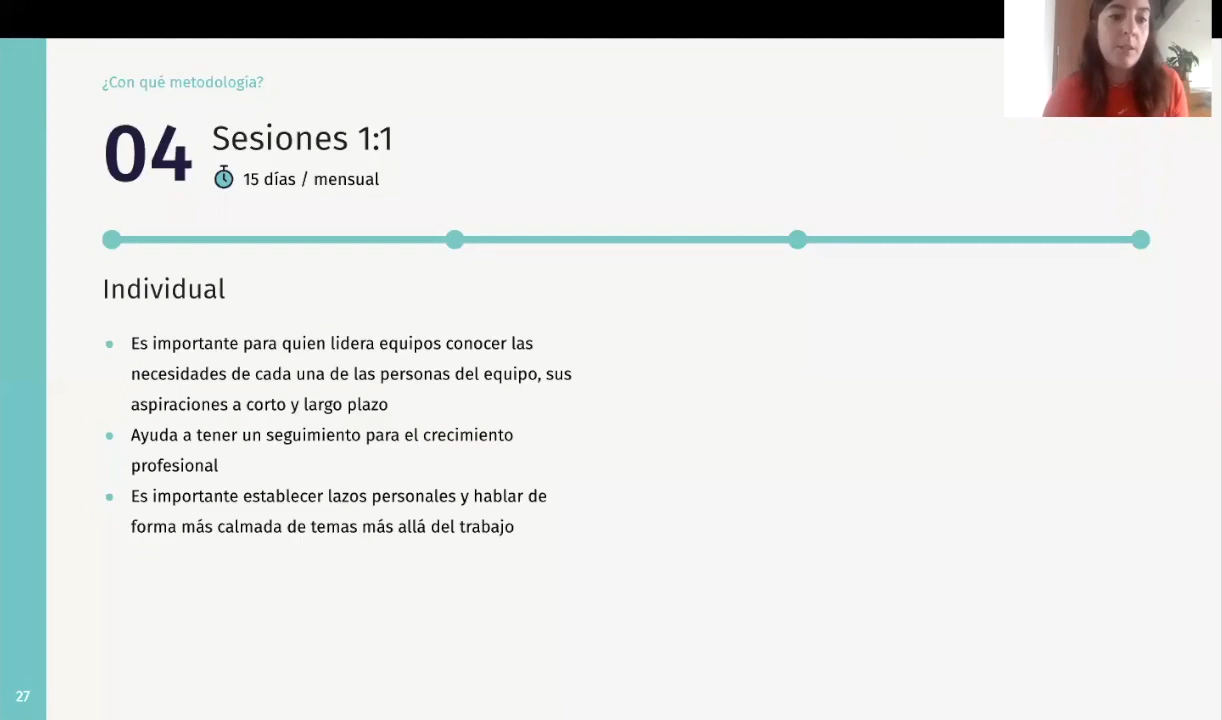 ¿Con qué metodología?
04 Sesiones 1:1
15 días / mensual
Individual
Es importante para quien lidera equipos conocer las
necesidades de cada una de las personas del equipo, sus
aspiraciones a corto y largo plazo
Ayuda a tener un seguimiento para el crecimiento
profesional
Es importante establecer lazos personales y hablar de
forma más calmada de temas más allá del trabajo
27